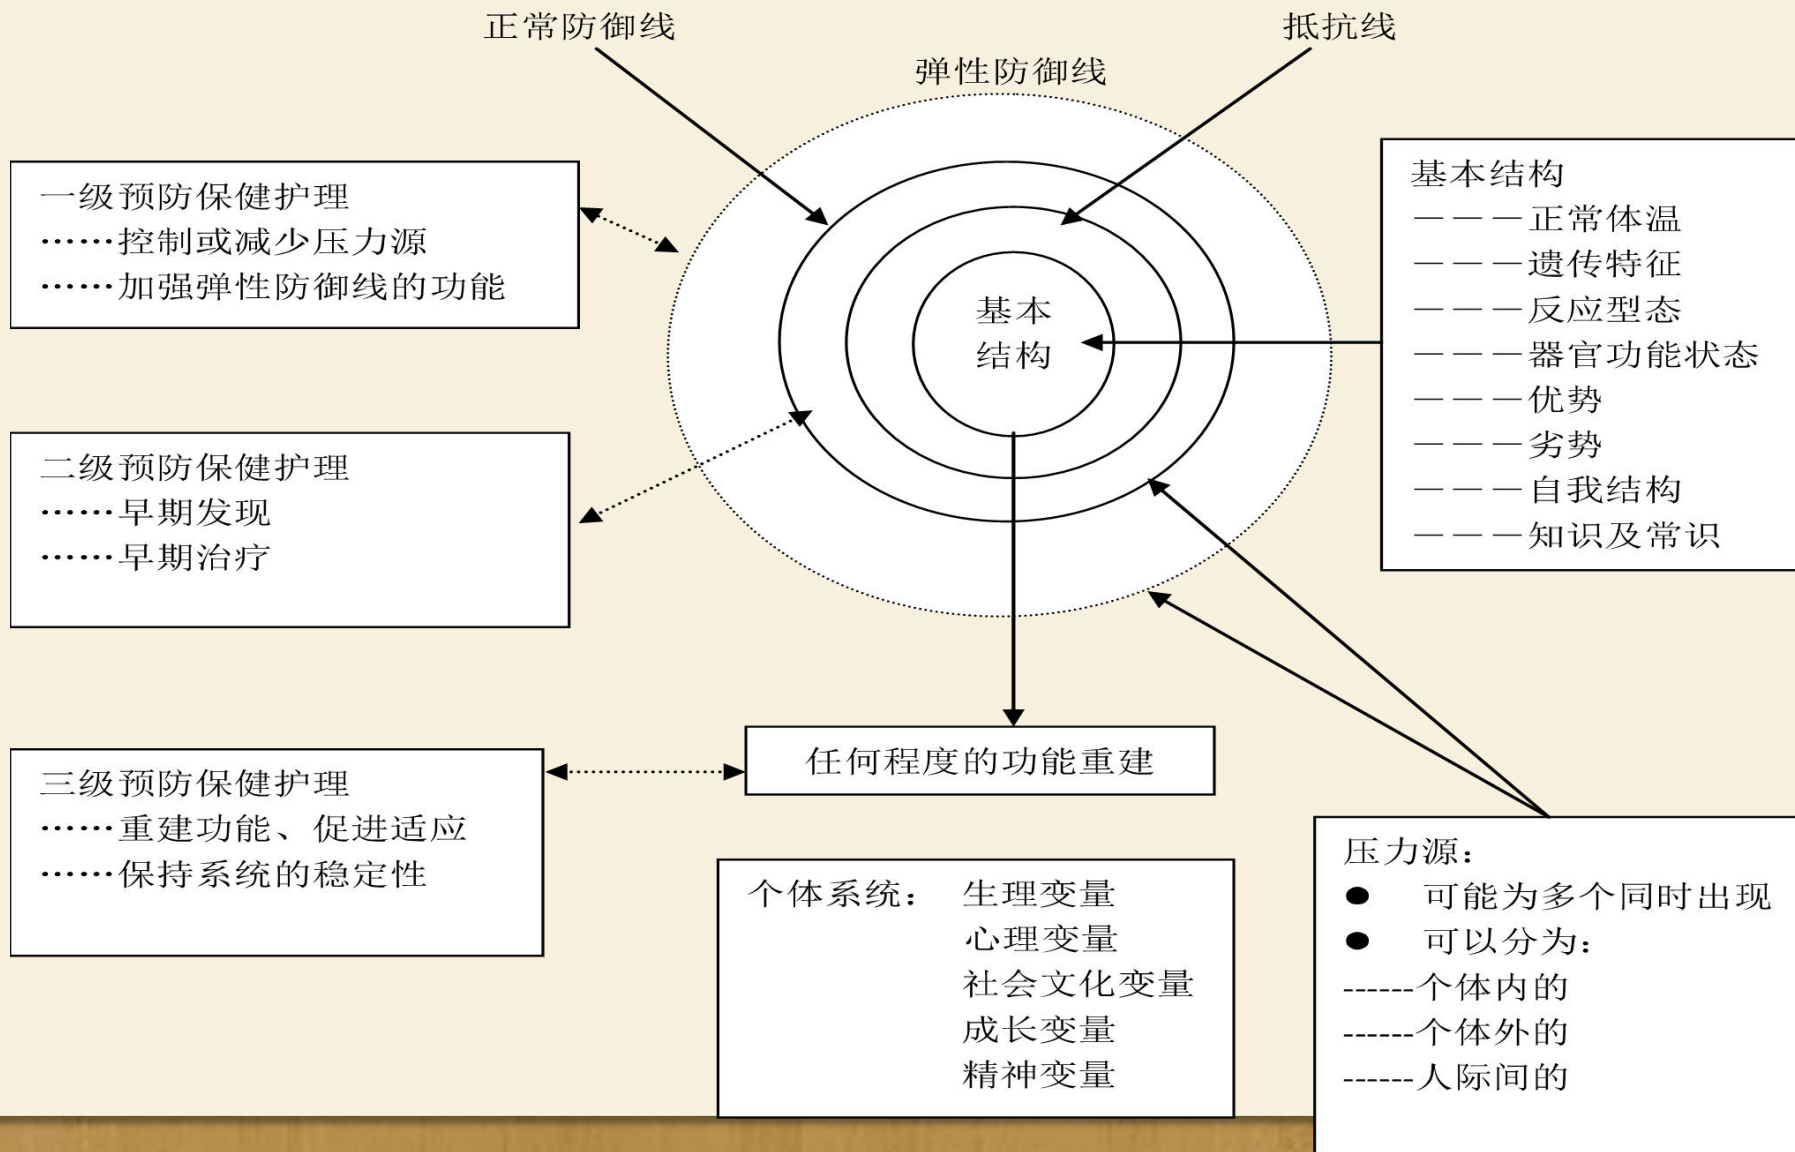 正常防御线
抵抗线
弹性防御线
一级预防保健护理
……控制或减少压力源
……加强弹性防御线的功能
基本
结构
基本结构
———正常体温
———遗传特征
———反应型态
———器官功能状态
———优势
———劣势
———自我结构
———知识及常识
二级预防保健护理
……早期发现
……早期治疗
三级预防保健护理
……重建功能、促进适应
……保持系统的稳定性
任何程度的功能重建
个体系统： 生理变量
心理变量
社会文化变量
成长变量
精神变量
压力源：
● 可能为多个同时出现
● 可以分为：
------个体内的
------个体外的
------人际间的